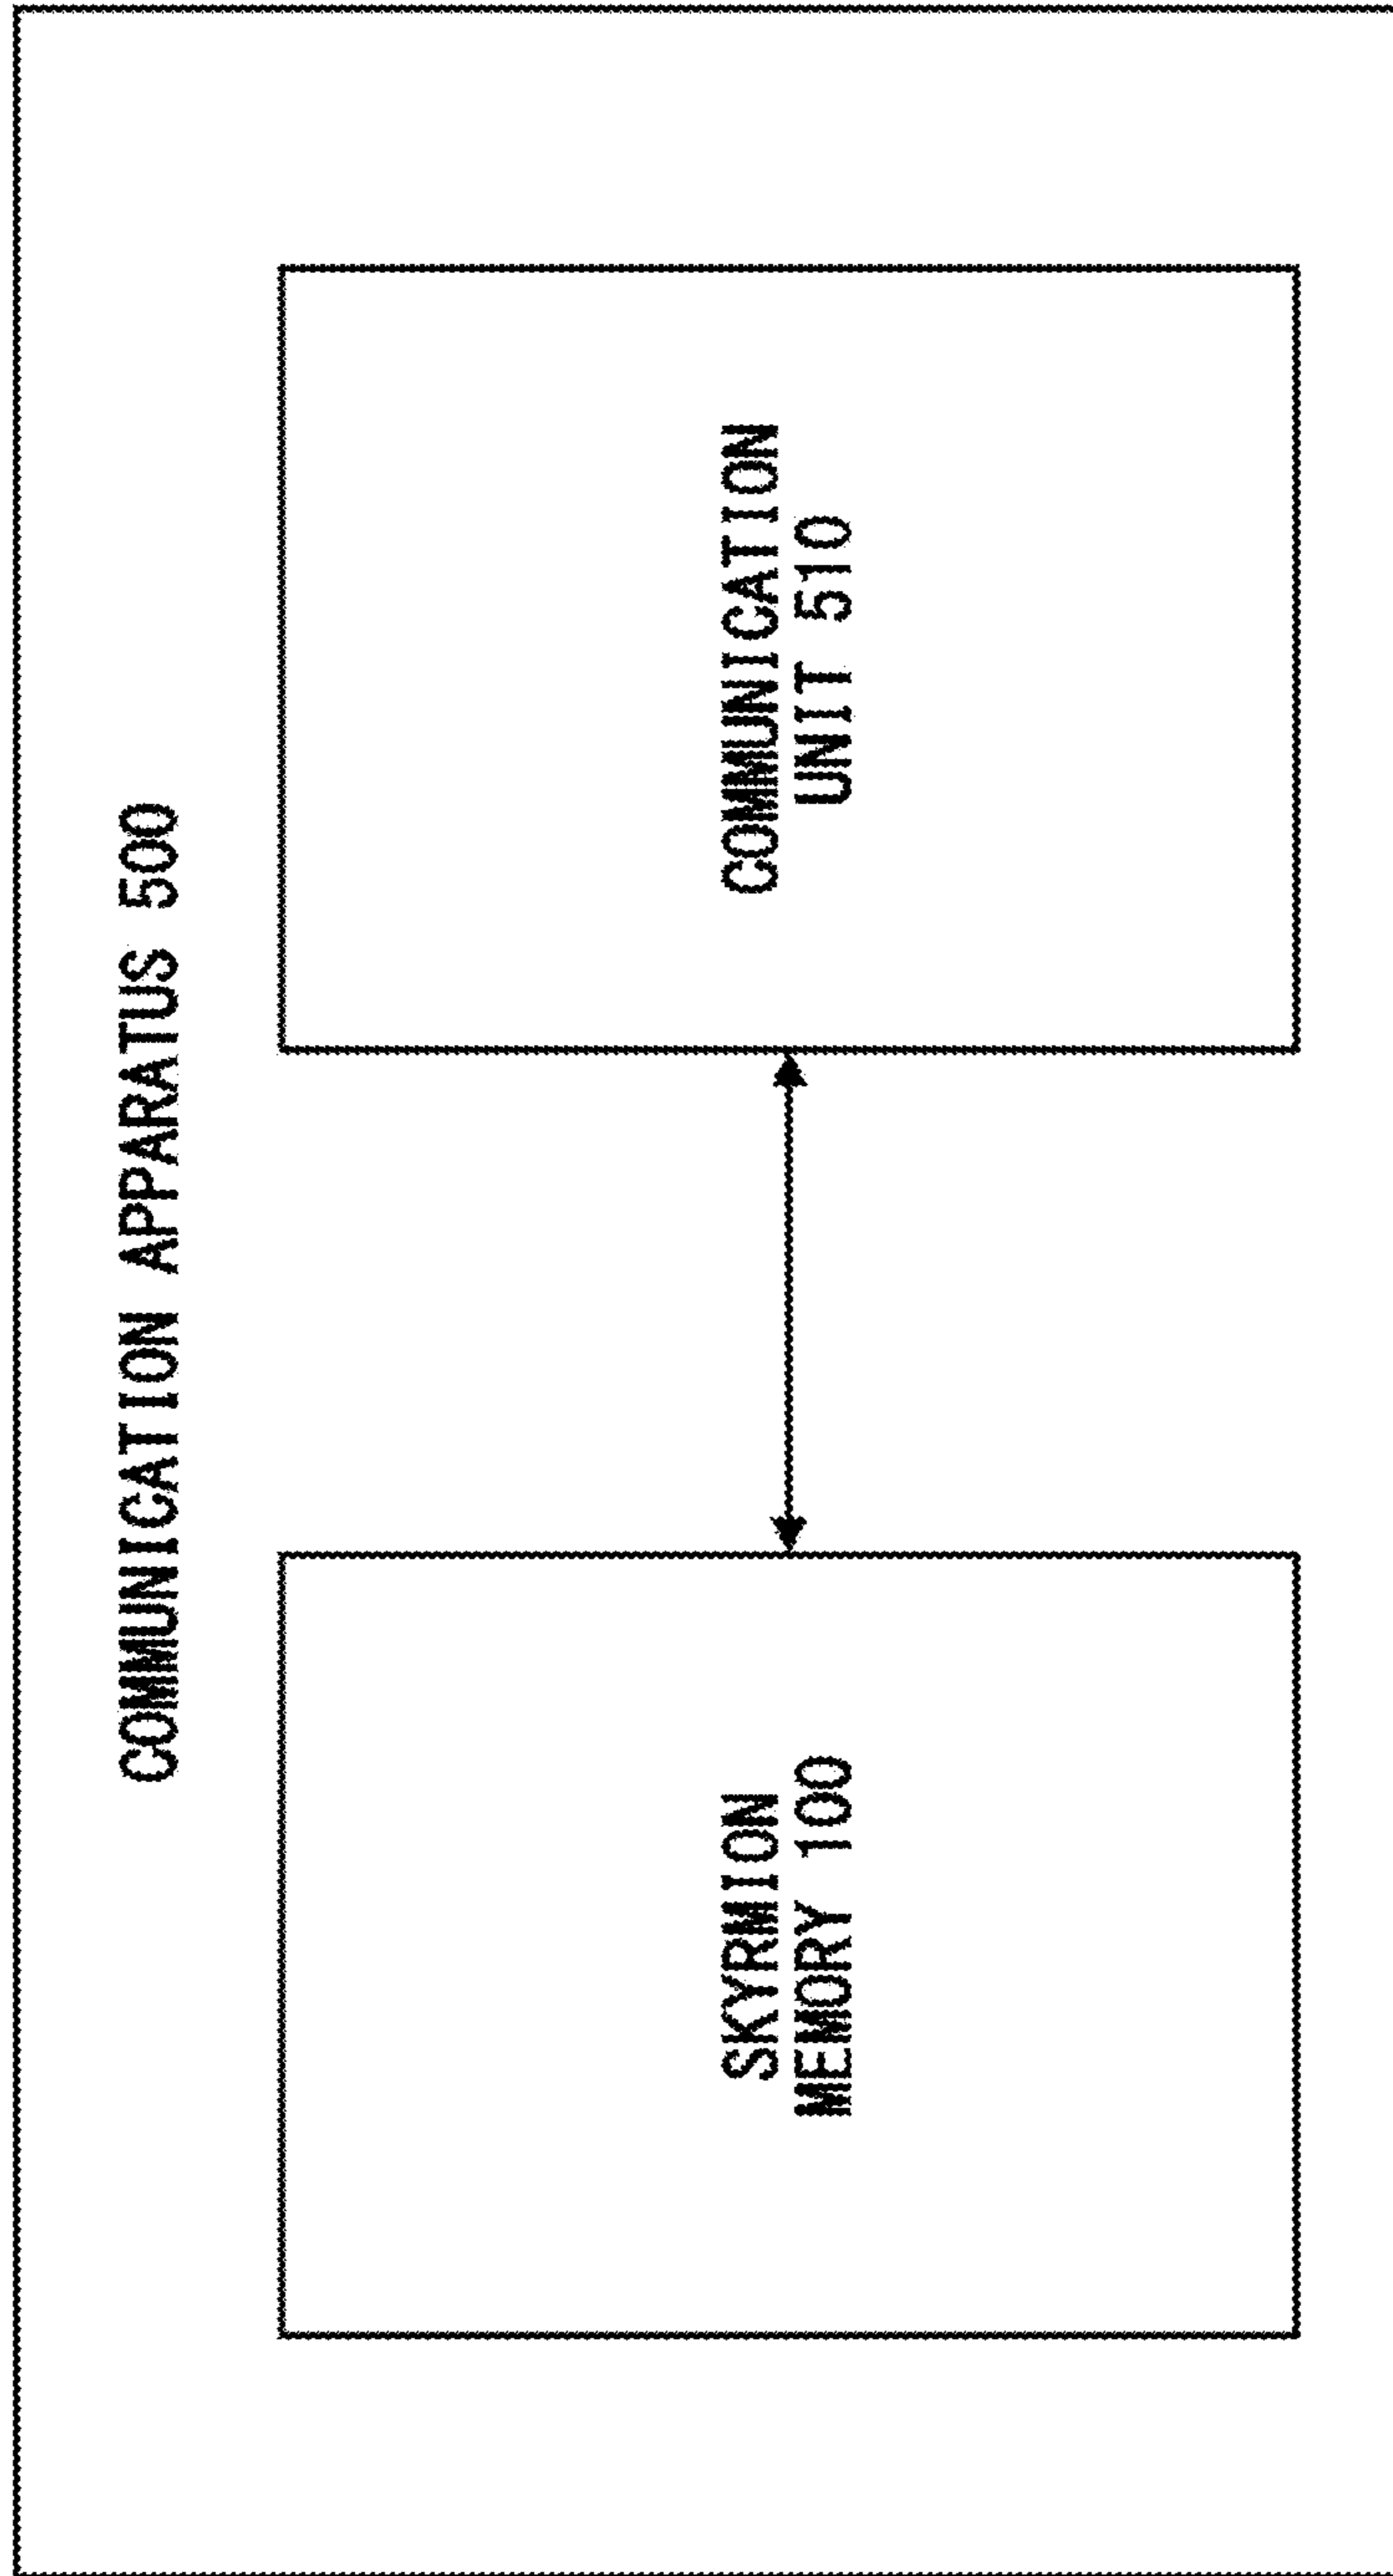 COMMUNICATION APPARATUS 500
SKYRMION
MEMORY 100
COMMUNICATION
UNIT 510